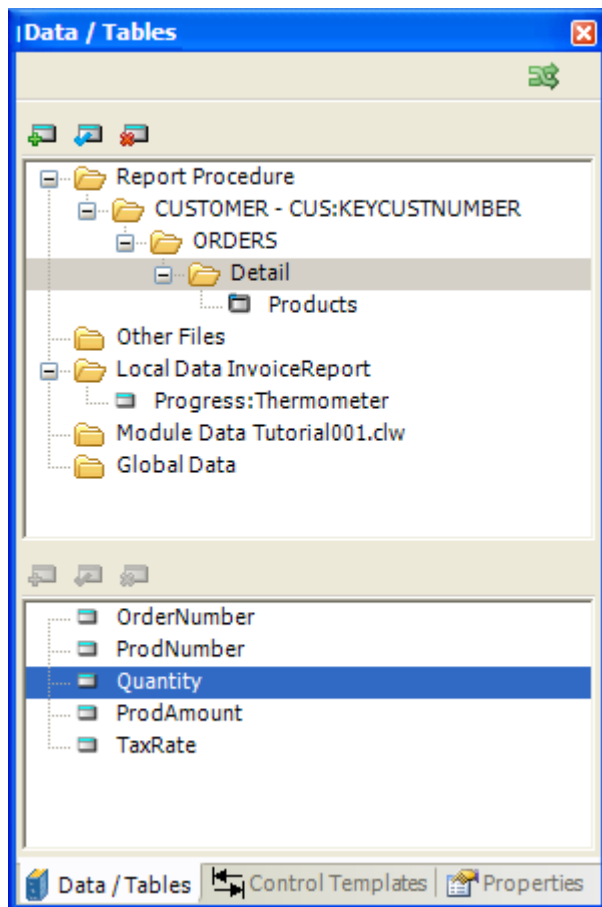 Data / Tables
Report Procedure
CUSTOMER - CUS:KEYCUSTNUMBER
ORDERS
Detail
Products
Other Files
Local Data InvoiceReport
Progress:Thermometer
Module Data Tutorial001.clw
Global Data
OrderNumber
ProdNumber
Quantity
ProdAmount
TaxRate
Data / Tables Control Templates Properties